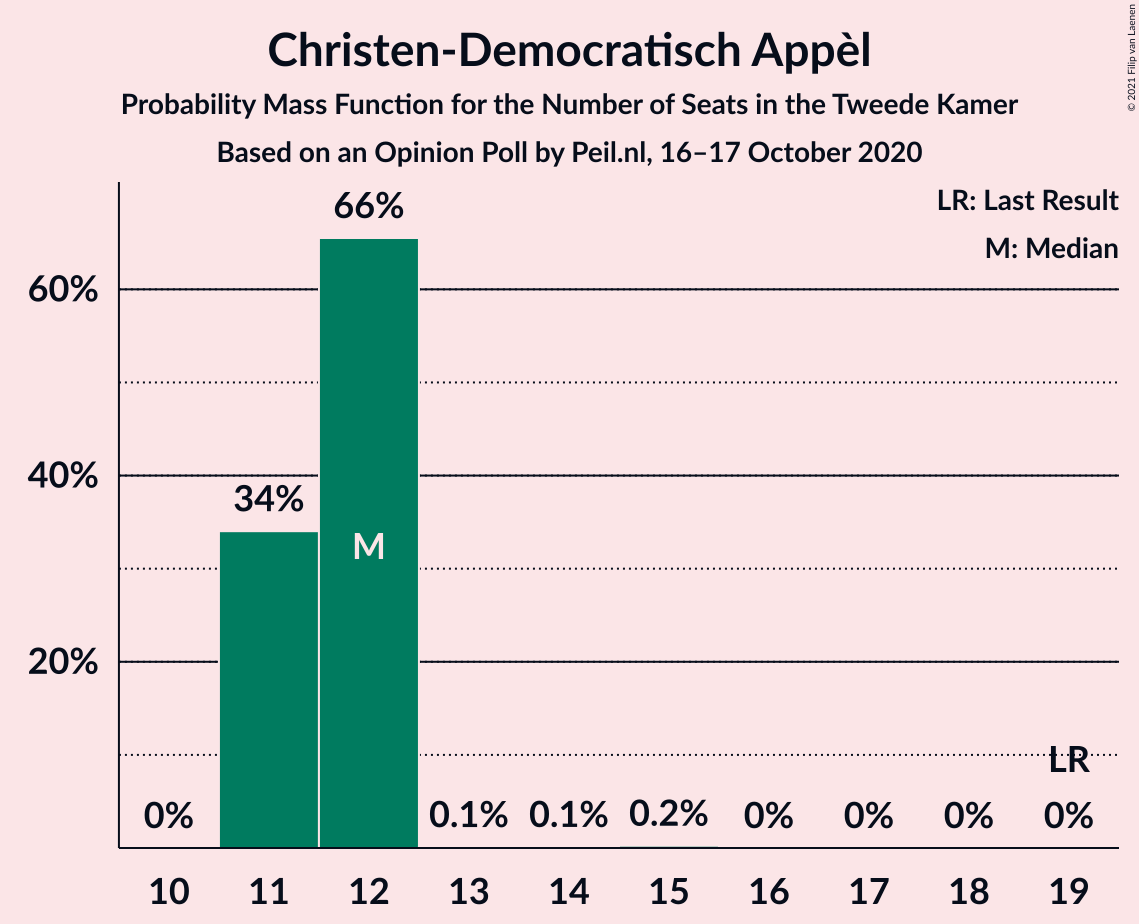 Christen-Democratisch Appèl
Probability Mass Function for the Number of Seats in the Tweede Kamer
Based on an Opinion Poll by Peil.nl, 16–17 October 2020
© 2021 Filip van Laenen
LR: Last Result
M: Median
66%
60%
40%
34%
M
20%
LR
0% 0.1% 0.1% 0.2% 0% 0% 0% 0%
10 11 12 13 14 15 16 17 18 19